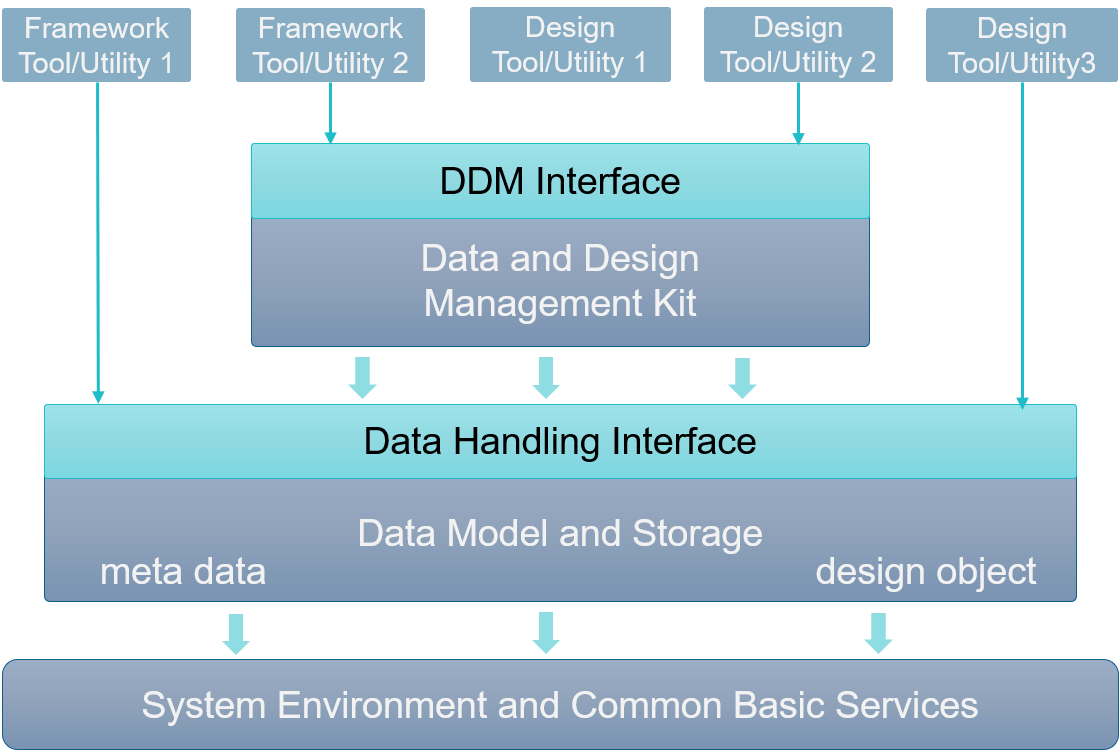 Framework
Tool/Utility 1
Framework
Tool/Utility 2
Design
Tool/Utility 1
Design
Tool/Utility 2
Design
Tool/Utility3
DDM Interface
Data and Design
Management Kit
Data Handling Interface
Data Model and Storage
meta data
design object
System Environment and Common Basic Services